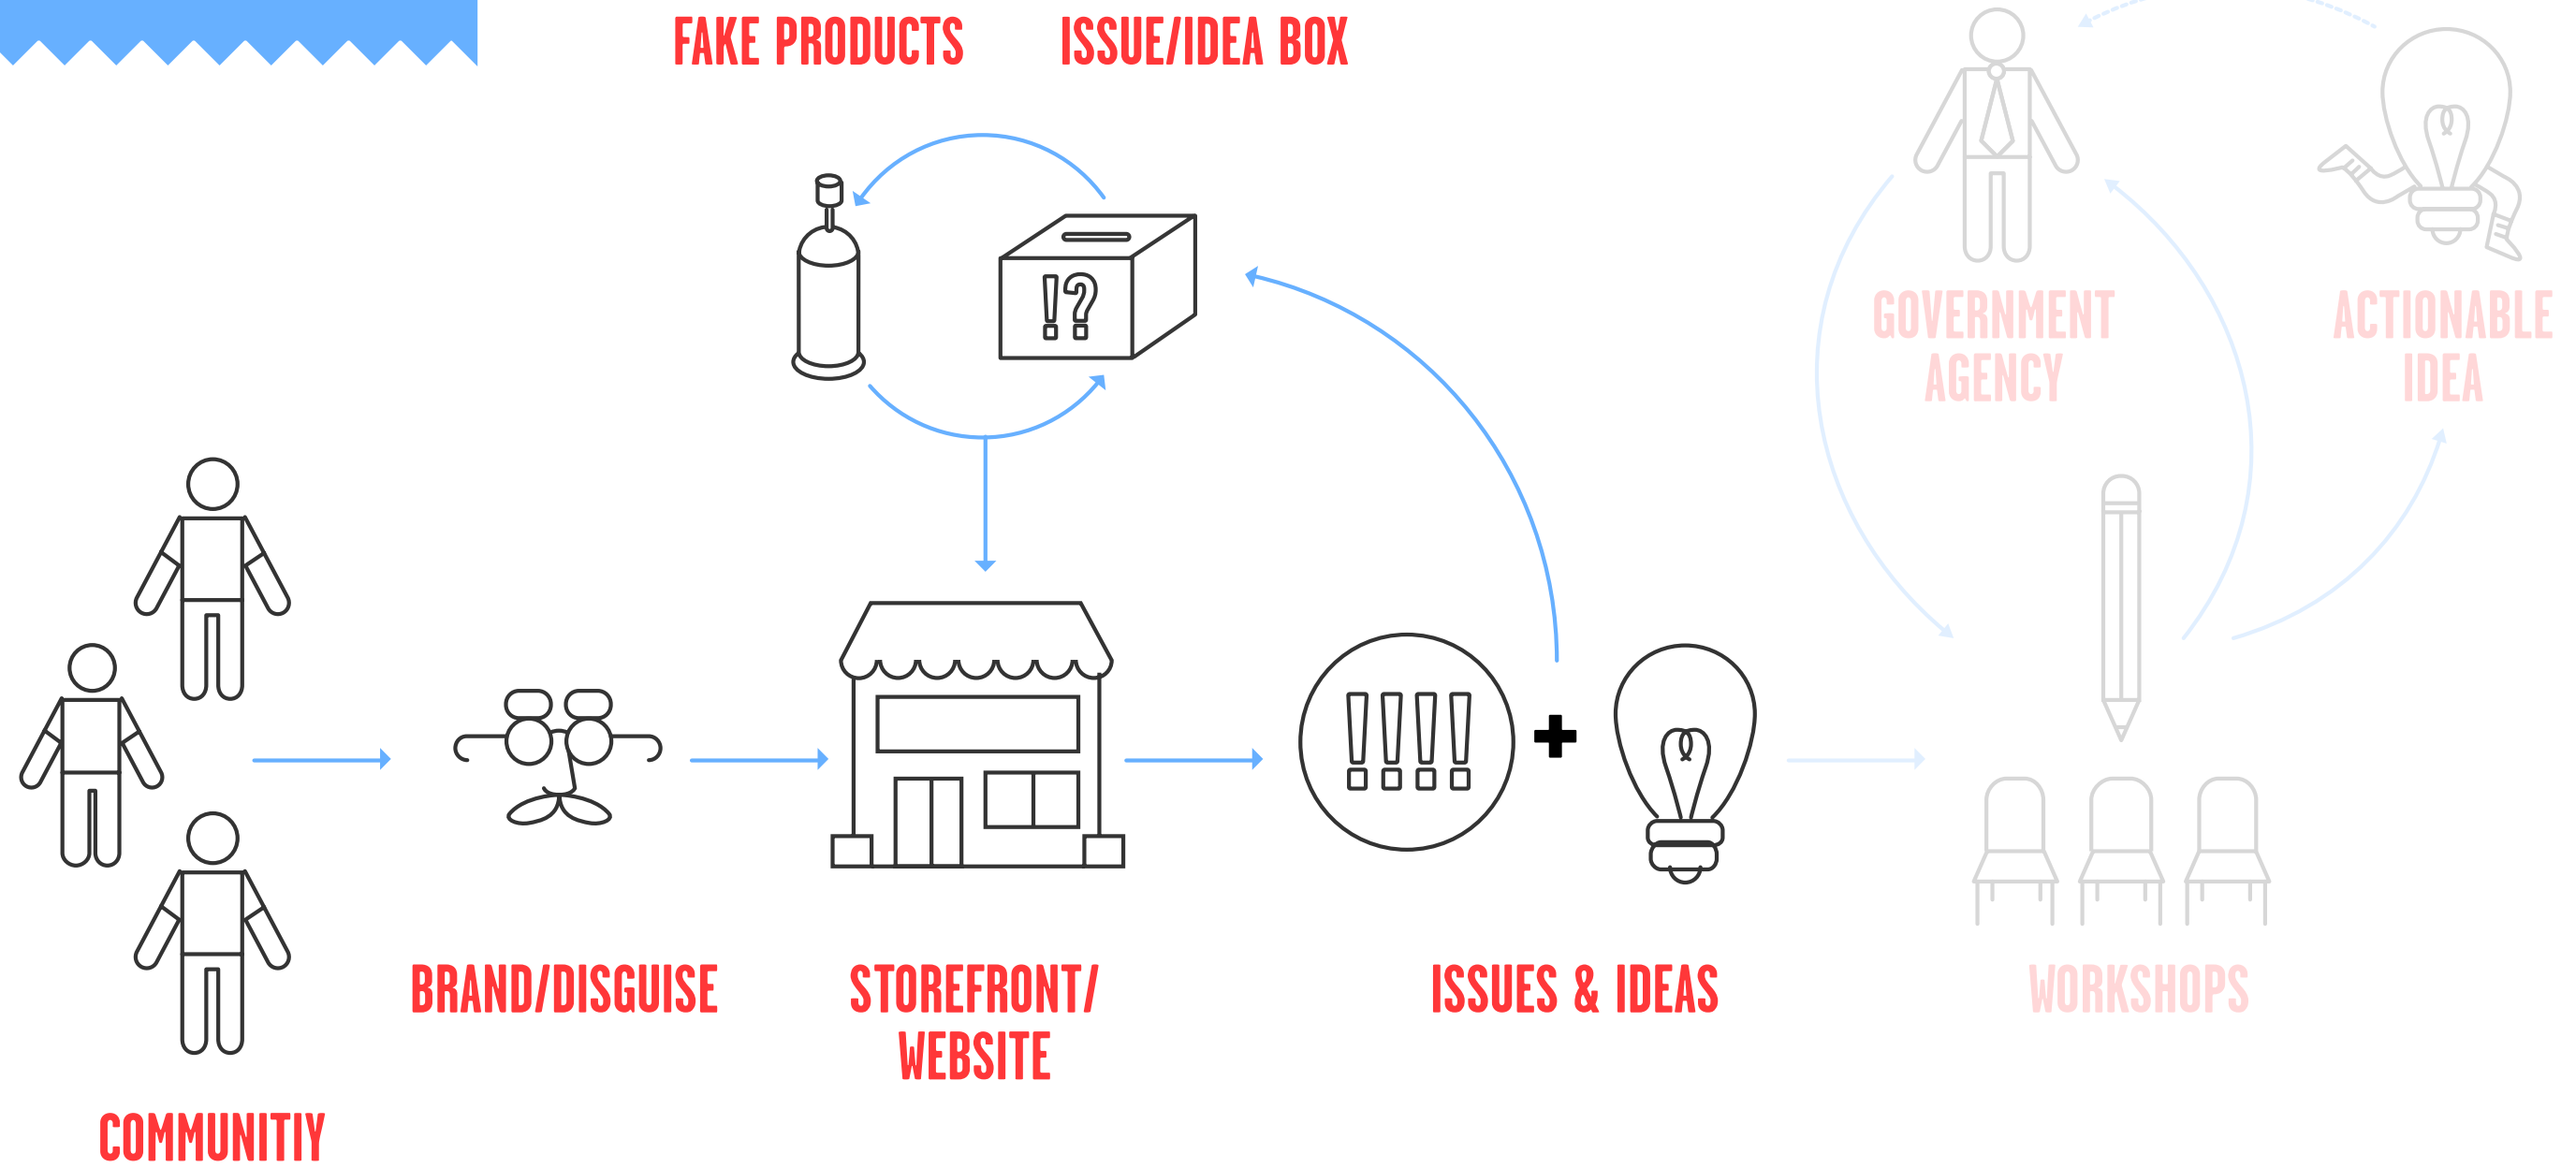 FAKE PRODUCTS
ISSUE/IDEA BOX
!?
GOVERNMENT
AGENCY
ACTIONABLE
IDEA
!!!!
+
BRAND/DISGUISE
STOREFRONT/
WEBSITE
ISSUES & IDEAS
WORKSHOPS
COMMUNITIY